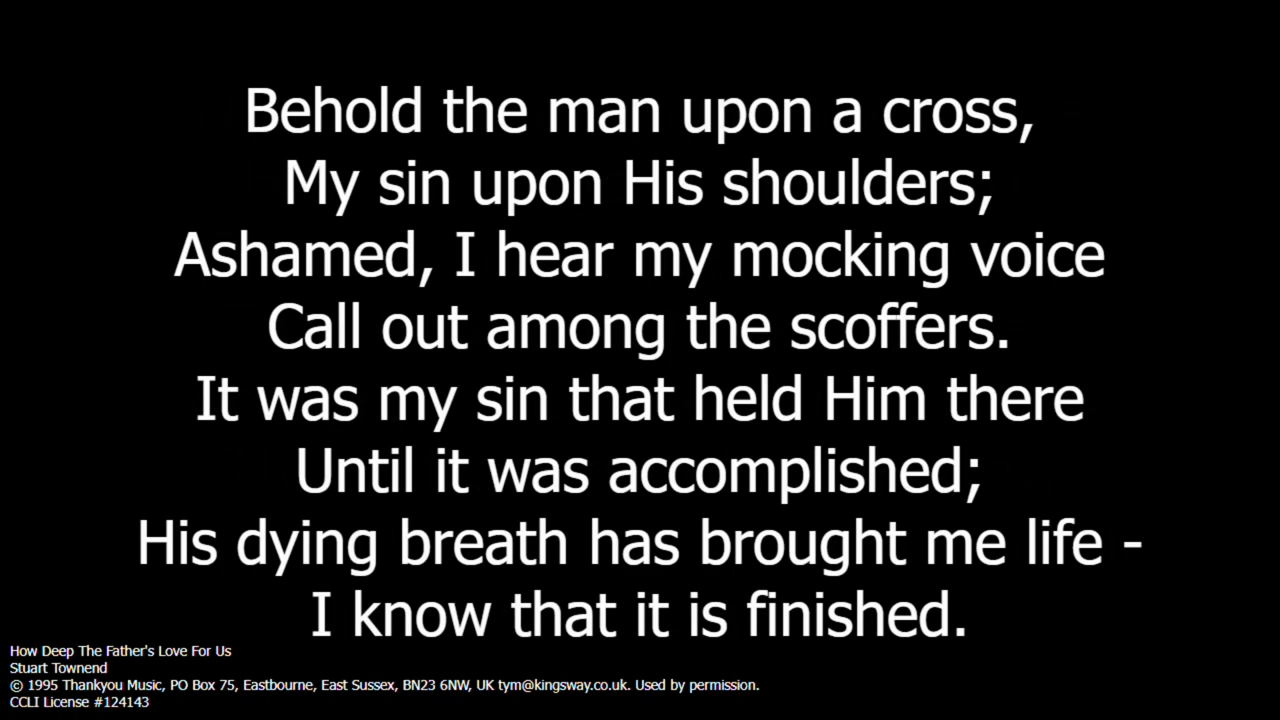 Behold the man upon a cross,
My sin upon His shoulders;
Ashamed, I hear my mocking voice
Call out among the scoffers.
It was my sin that held Him there
Until it was accomplished;
His dying breath has brought me life -
I know that it is finished.
How Deep The Father's Love For Us
Stuart Townend
© 1995 Thankyou Music, PO Box 75, Eastbourne, East Sussex, BN23 6NW, UK tym@kingsway.co.uk. Used by permission.
CCLI License #124143